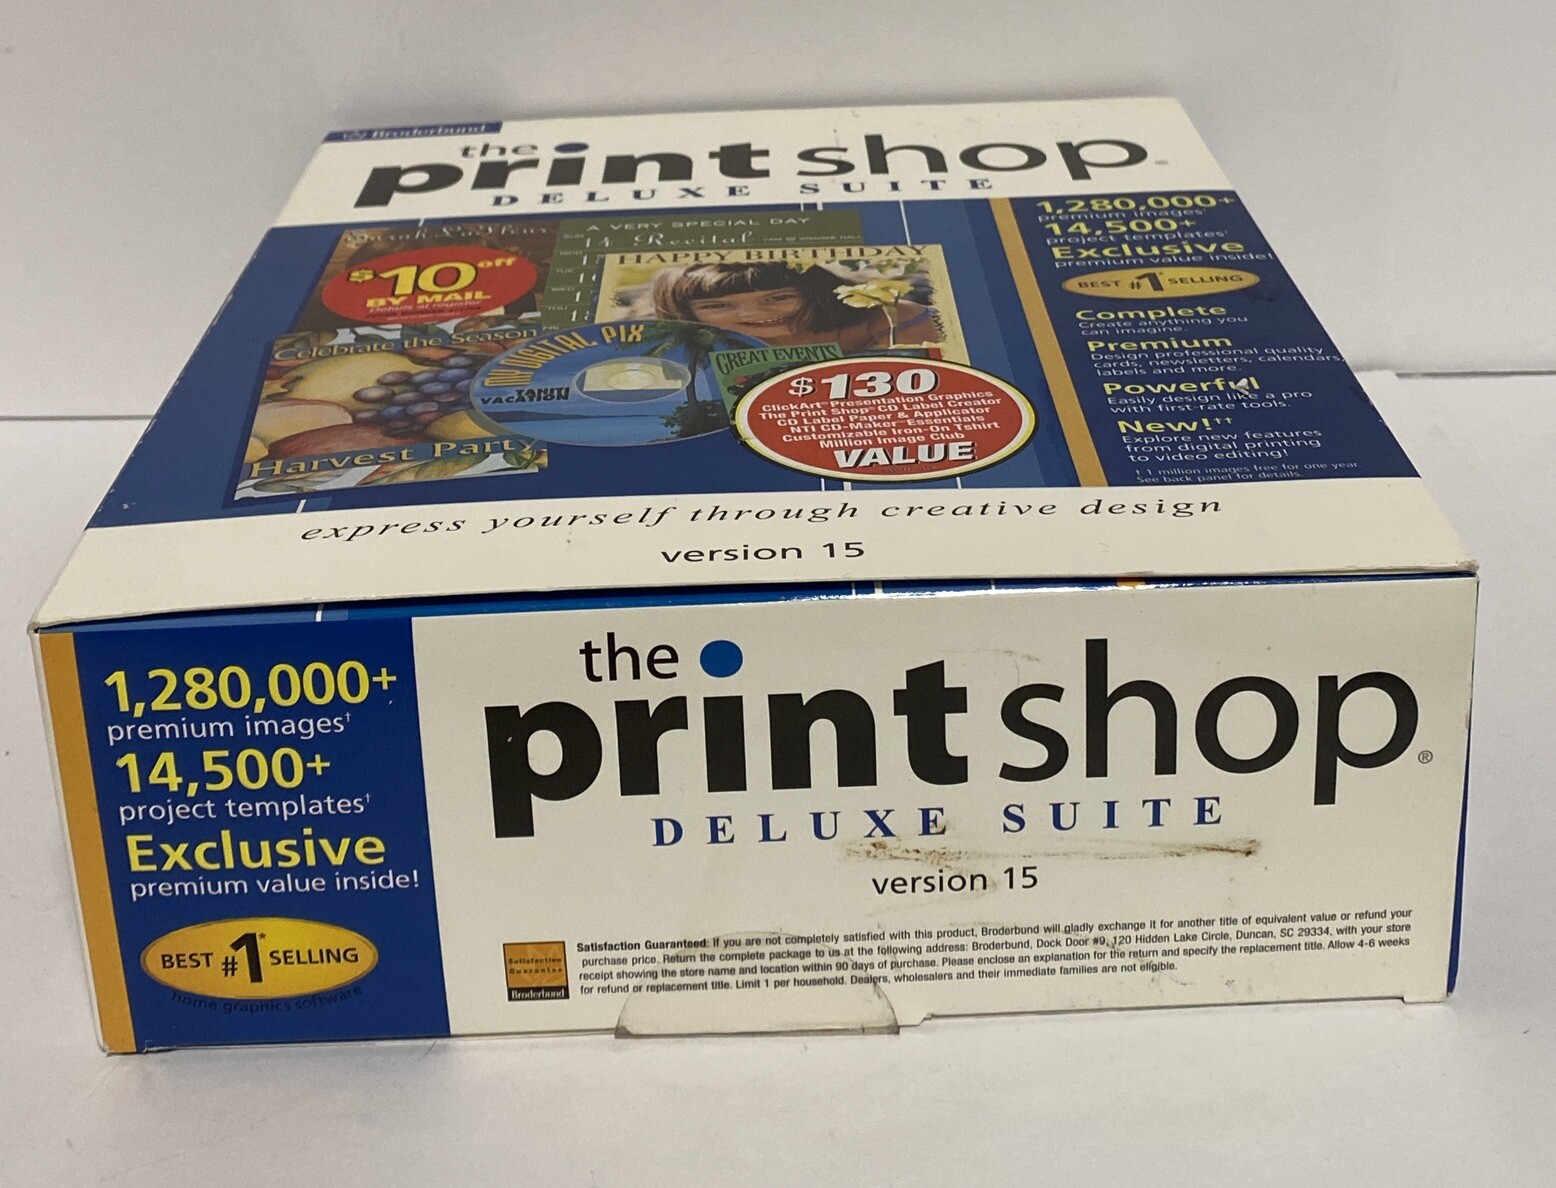 Broderbund
the
printshop®
DELUXE SUITE
A VERY SPECIAL DAY
Recital
HAPPY BIRTHDAY
$10 off
BY MAIL
Details at register
Celebrate the Season
Harvest Party
MY DIGITAL PIX
TAHITI
VACATION
GREAT EVENTS
$130
ClickArt® Presentation Graphics
The Print Shop® CD Label Creator
CD Label Paper & Applicator
NTI CD-Maker™ Essentials
Customizable Iron-On Tshirt
Million Image Club
VALUE
1,280,000+
premium images†
14,500+
project templates†
Exclusive
premium value inside!
BEST #1* SELLING
Complete
Create anything you
can imagine.
Premium
Design professional quality
cards, newsletters, calendars,
labels and more.
Powerful
Easily design like a pro
with first-rate tools.
New!††
Explore new features
from digital printing
to video editing!
† 1 million images free for one year.
See back panel for details.
express yourself through creative design
version 15
1,280,000+
premium images†
14,500+
project templates†
Exclusive
premium value inside!
BEST #1* SELLING
home graphics software
the
printshop®
DELUXE SUITE
version 15
Satisfaction
Guarantee
Broderbund
Satisfaction Guaranteed: If you are not completely satisfied with this product, Broderbund will gladly exchange it for another title of equivalent value or refund your
purchase price. Return the complete package to us at the following address: Broderbund, Dock Door #9, 120 Hidden Lake Circle, Duncan, SC 29334, with your store
receipt showing the store name and location within 90 days of purchase. Please enclose an explanation for the return and specify the replacement title. Allow 4-6 weeks
for refund or replacement title. Limit 1 per household. Dealers, wholesalers and their immediate families are not eligible.